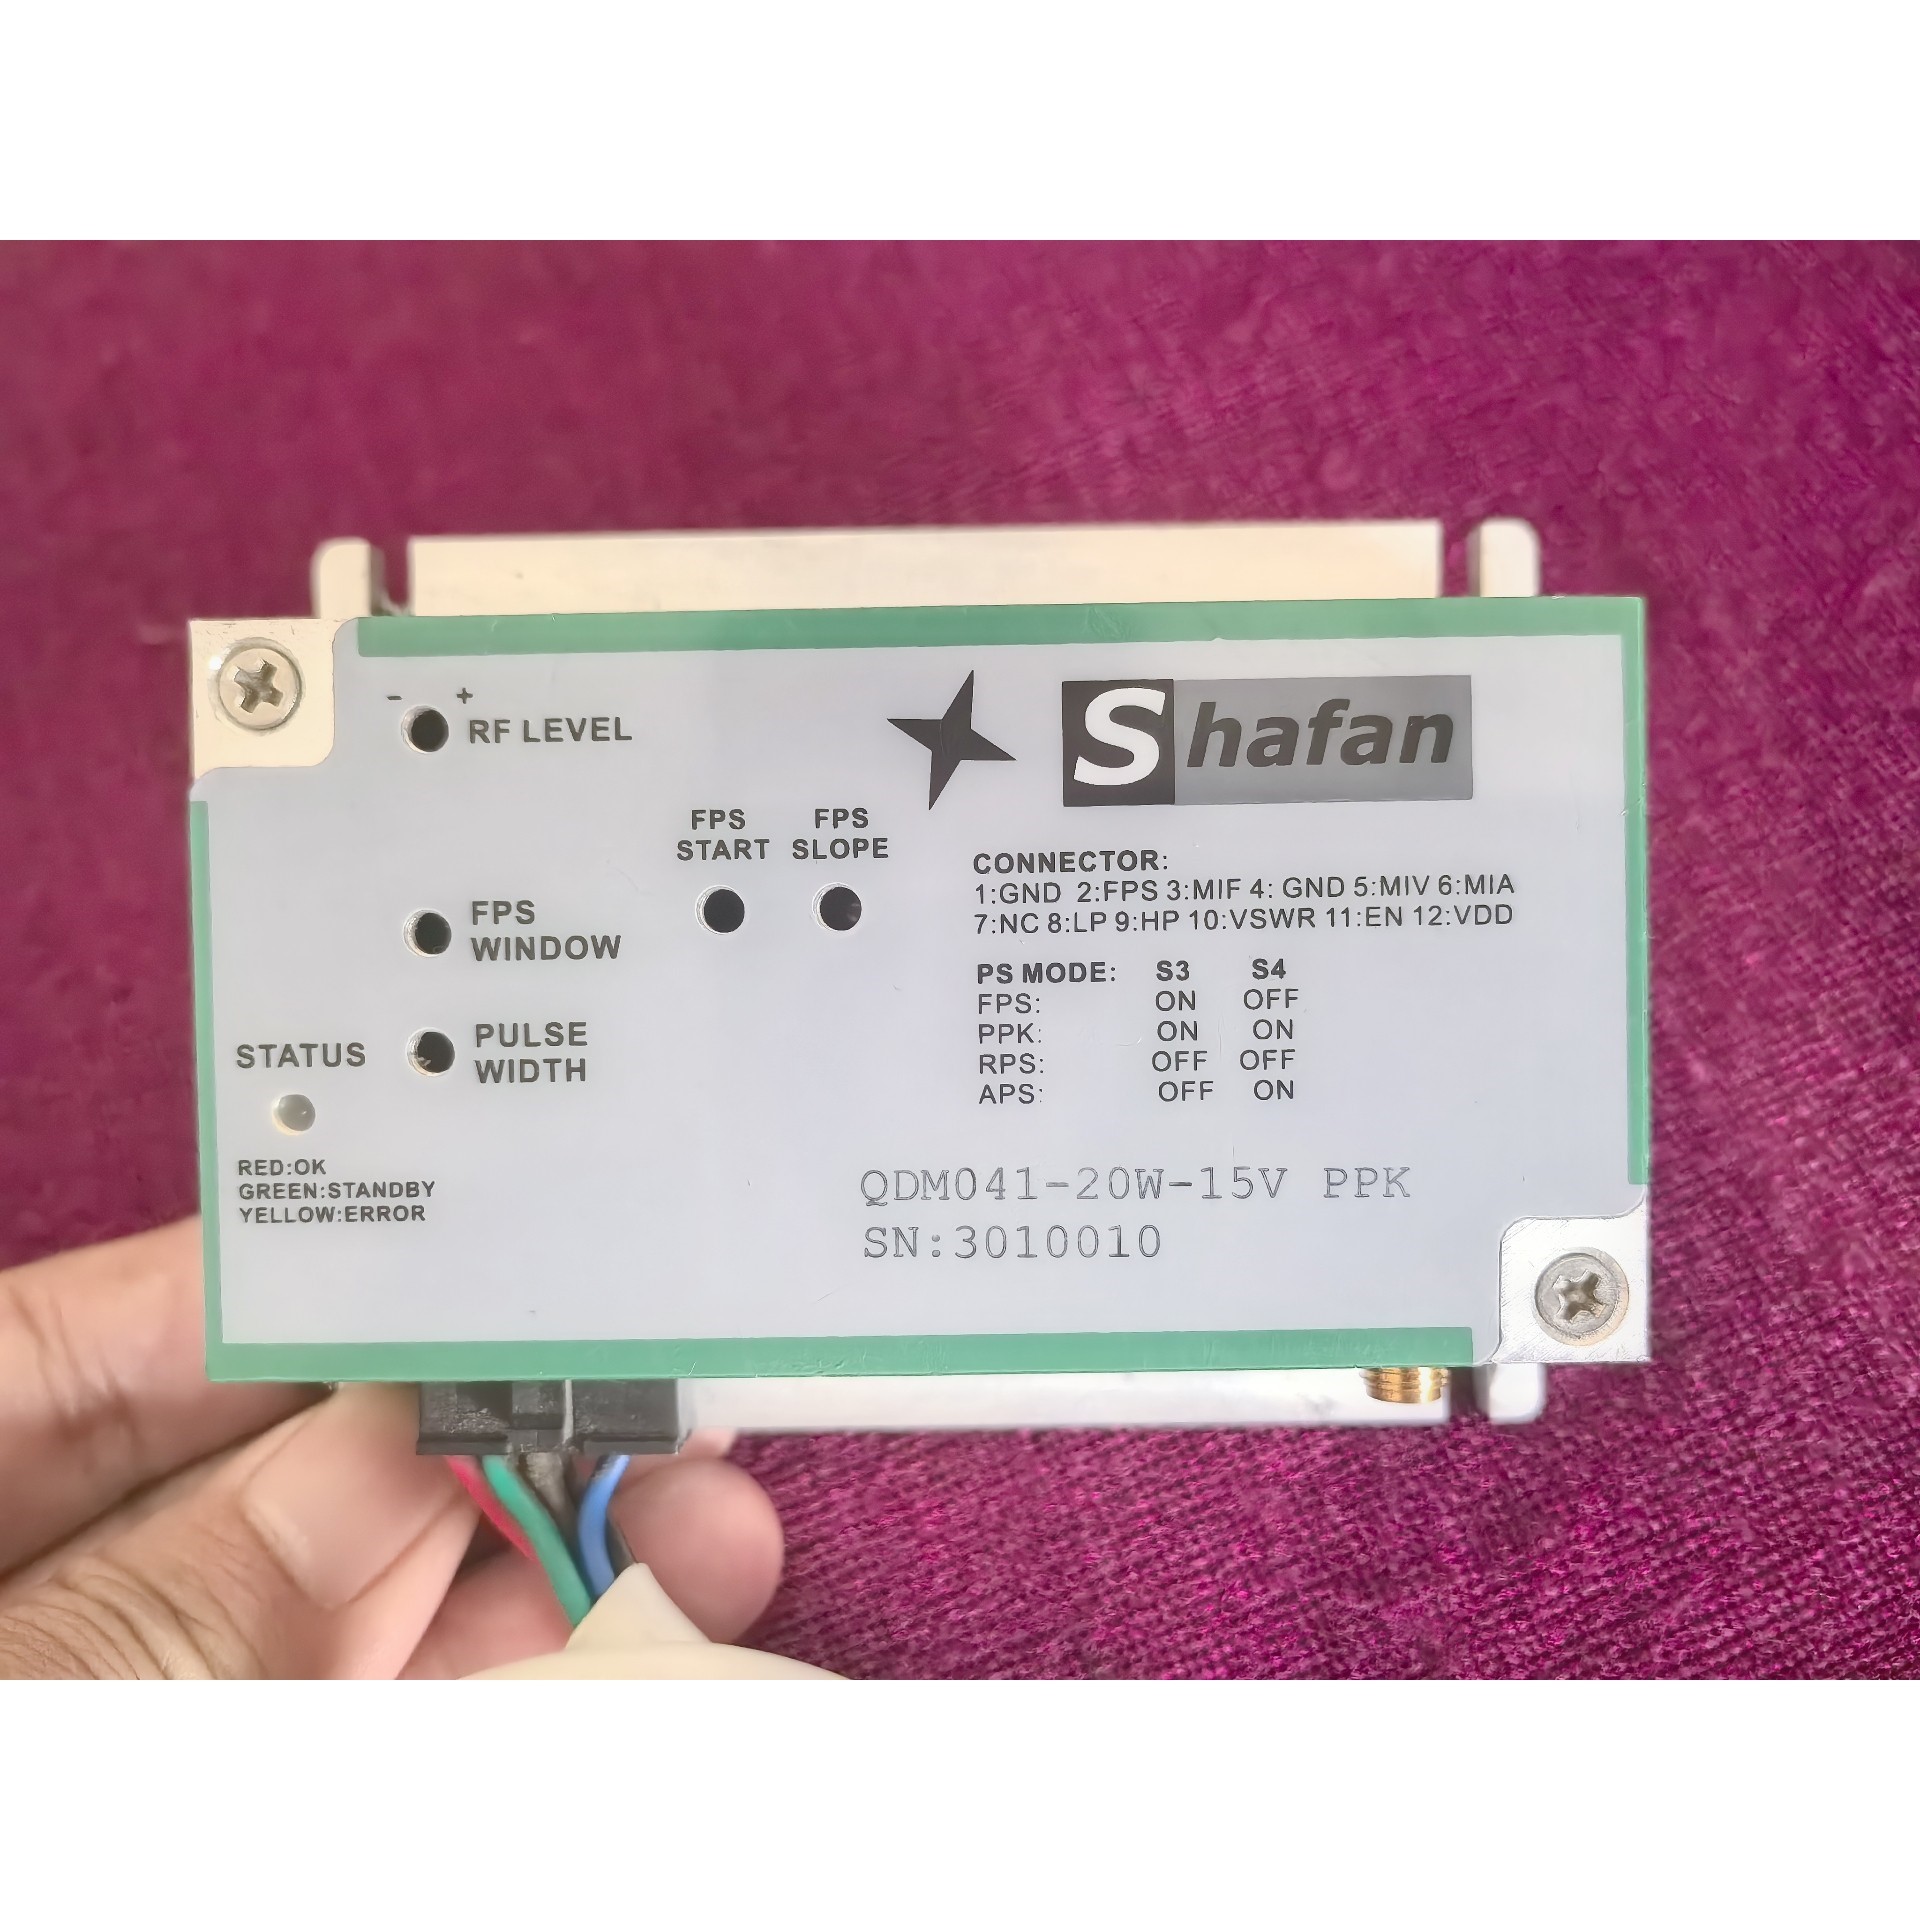 - +
RF LEVEL
Shafan
FPS
START
FPS
SLOPE
CONNECTOR:
1:GND 2:FPS 3:MIF 4: GND 5:MIV 6:MIA
7:NC 8:LP 9:HP 10:VSWR 11:EN 12:VDD
FPS
WINDOW
PS MODE: S3 S4
FPS: ON OFF
PPK: ON ON
RPS: OFF OFF
APS: OFF ON
PULSE
WIDTH
STATUS
RED:OK
GREEN:STANDBY
YELLOW:ERROR
QDM041-20W-15V PPK
SN:3010010